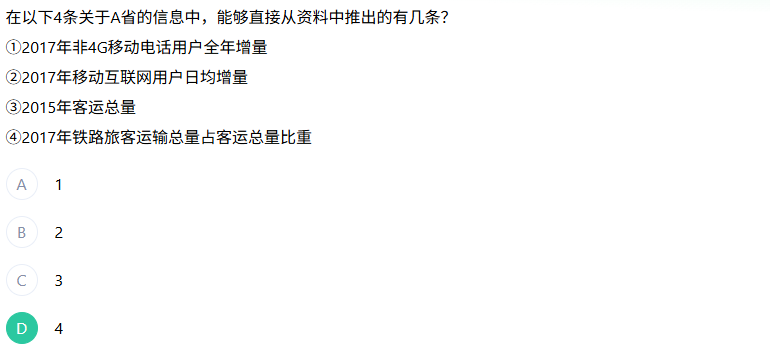 在以下4条关于A省的信息中，能够直接从资料中推出的有几条？
①2017年非4G移动电话用户全年增量
②2017年移动互联网用户日均增量
③2015年客运总量
④2017年铁路旅客运输总量占客运总量比重
A 1
B 2
C 3
D 4